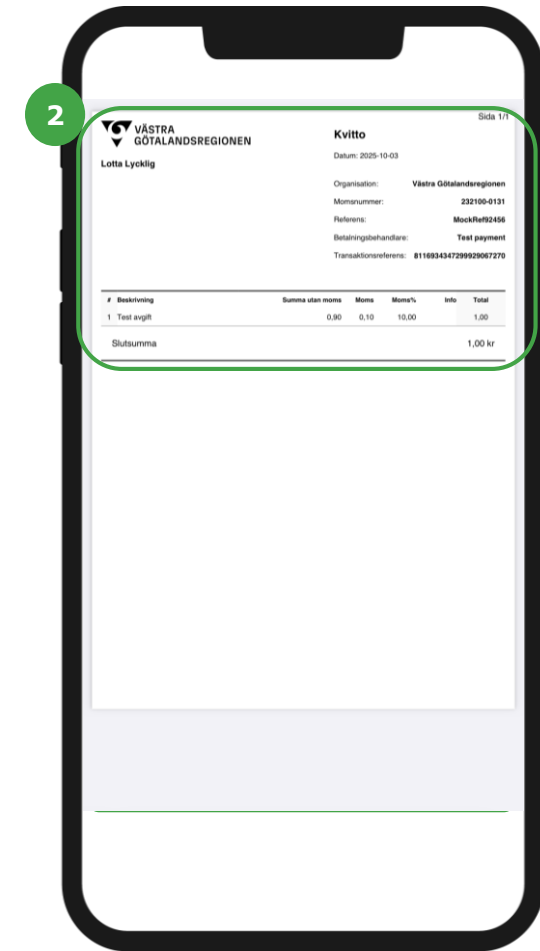 2
Sida 1/1
VÄSTRA
GÖTALANDSREGIONEN
Lotta Lycklig
Kvitto
Datum: 2025-10-03
Organisation: Västra Götalandsregionen
Momsnummer: 232100-0131
Referens: MockRef92456
Betalningsbehandlare: Test payment
Transaktionsreferens: 8116934347299929067270
# Beskrivning Summa utan moms Moms Moms% Info Total
1 Test avgift 0,90 0,10 10,00 1,00
Slutsumma 1,00 kr